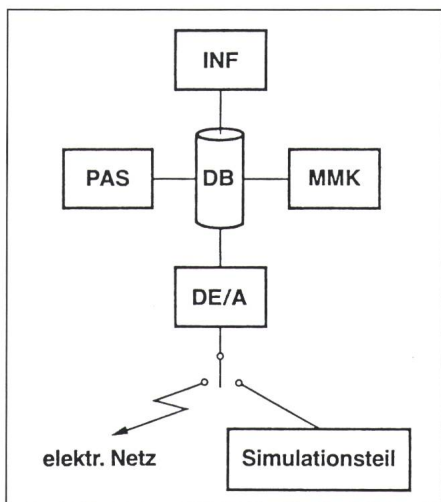 INF
PAS
DB
MMK
DE/A
elektr. Netz
Simulationsteil